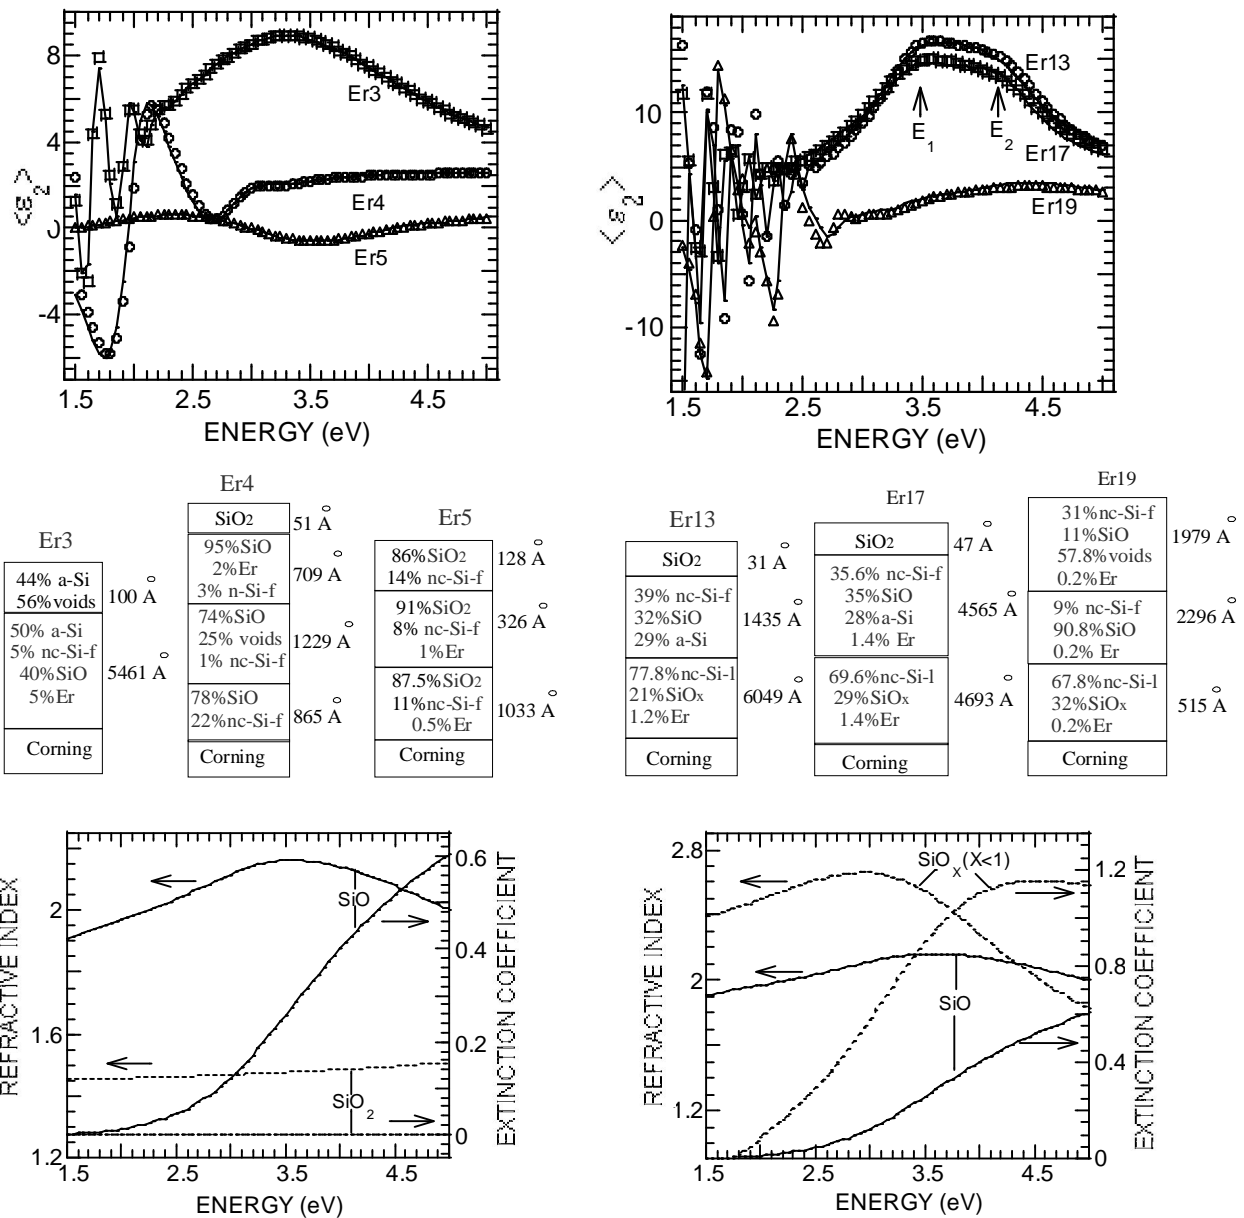 8
4
0
-4
<ε2>
Er3
Er4
Er5
1.5 2.5 3.5 4.5
ENERGY (eV)
10
0
-10
<ε2>
Er13
E1 E2
Er17
Er19
1.5 2.5 3.5 4.5
ENERGY (eV)
Er3
44% a-Si
56% voids
100 Å
50% a-Si
5% nc-Si-f
40%SiO
5%Er
5461 Å
Corning
Er4
SiO2
51 Å
95%SiO
2%Er
3% n-Si-f
709 Å
74%SiO
25% voids
1% nc-Si-f
1229 Å
78%SiO
22%nc-Si-f
865 Å
Corning
Er5
86%SiO2
14% nc-Si-f
128 Å
91%SiO2
8% nc-Si-f
1%Er
326 Å
87.5%SiO2
11%nc-Si-f
0.5%Er
1033 Å
Corning
Er13
SiO2
31 Å
39% nc-Si-f
32%SiO
29% a-Si
1435 Å
77.8%nc-Si-l
21%SiOx
1.2%Er
6049 Å
Corning
Er17
SiO2
47 Å
35.6% nc-Si-f
35%SiO
28%a-Si
1.4% Er
4565 Å
69.6%nc-Si-l
29%SiOx
1.4%Er
4693 Å
Corning
Er19
31%nc-Si-f
11%SiO
57.8%voids
0.2%Er
1979 Å
9% nc-Si-f
90.8%SiO
0.2% Er
2296 Å
67.8%nc-Si-l
32%SiOx
0.2%Er
515 Å
Corning
REFRACTIVE INDEX
2
1.6
1.2
SiO
SiO2
0.6
0.4
0.2
0
EXTINCTION COEFFICIENT
1.5 2.5 3.5 4.5
ENERGY (eV)
REFRACTIVE INDEX
2.8
2
1.2
SiOx(X<1)
SiO
1.2
0.8
0.4
0
EXTINCTION COEFFICIENT
1.5 2.5 3.5 4.5
ENERGY (eV)